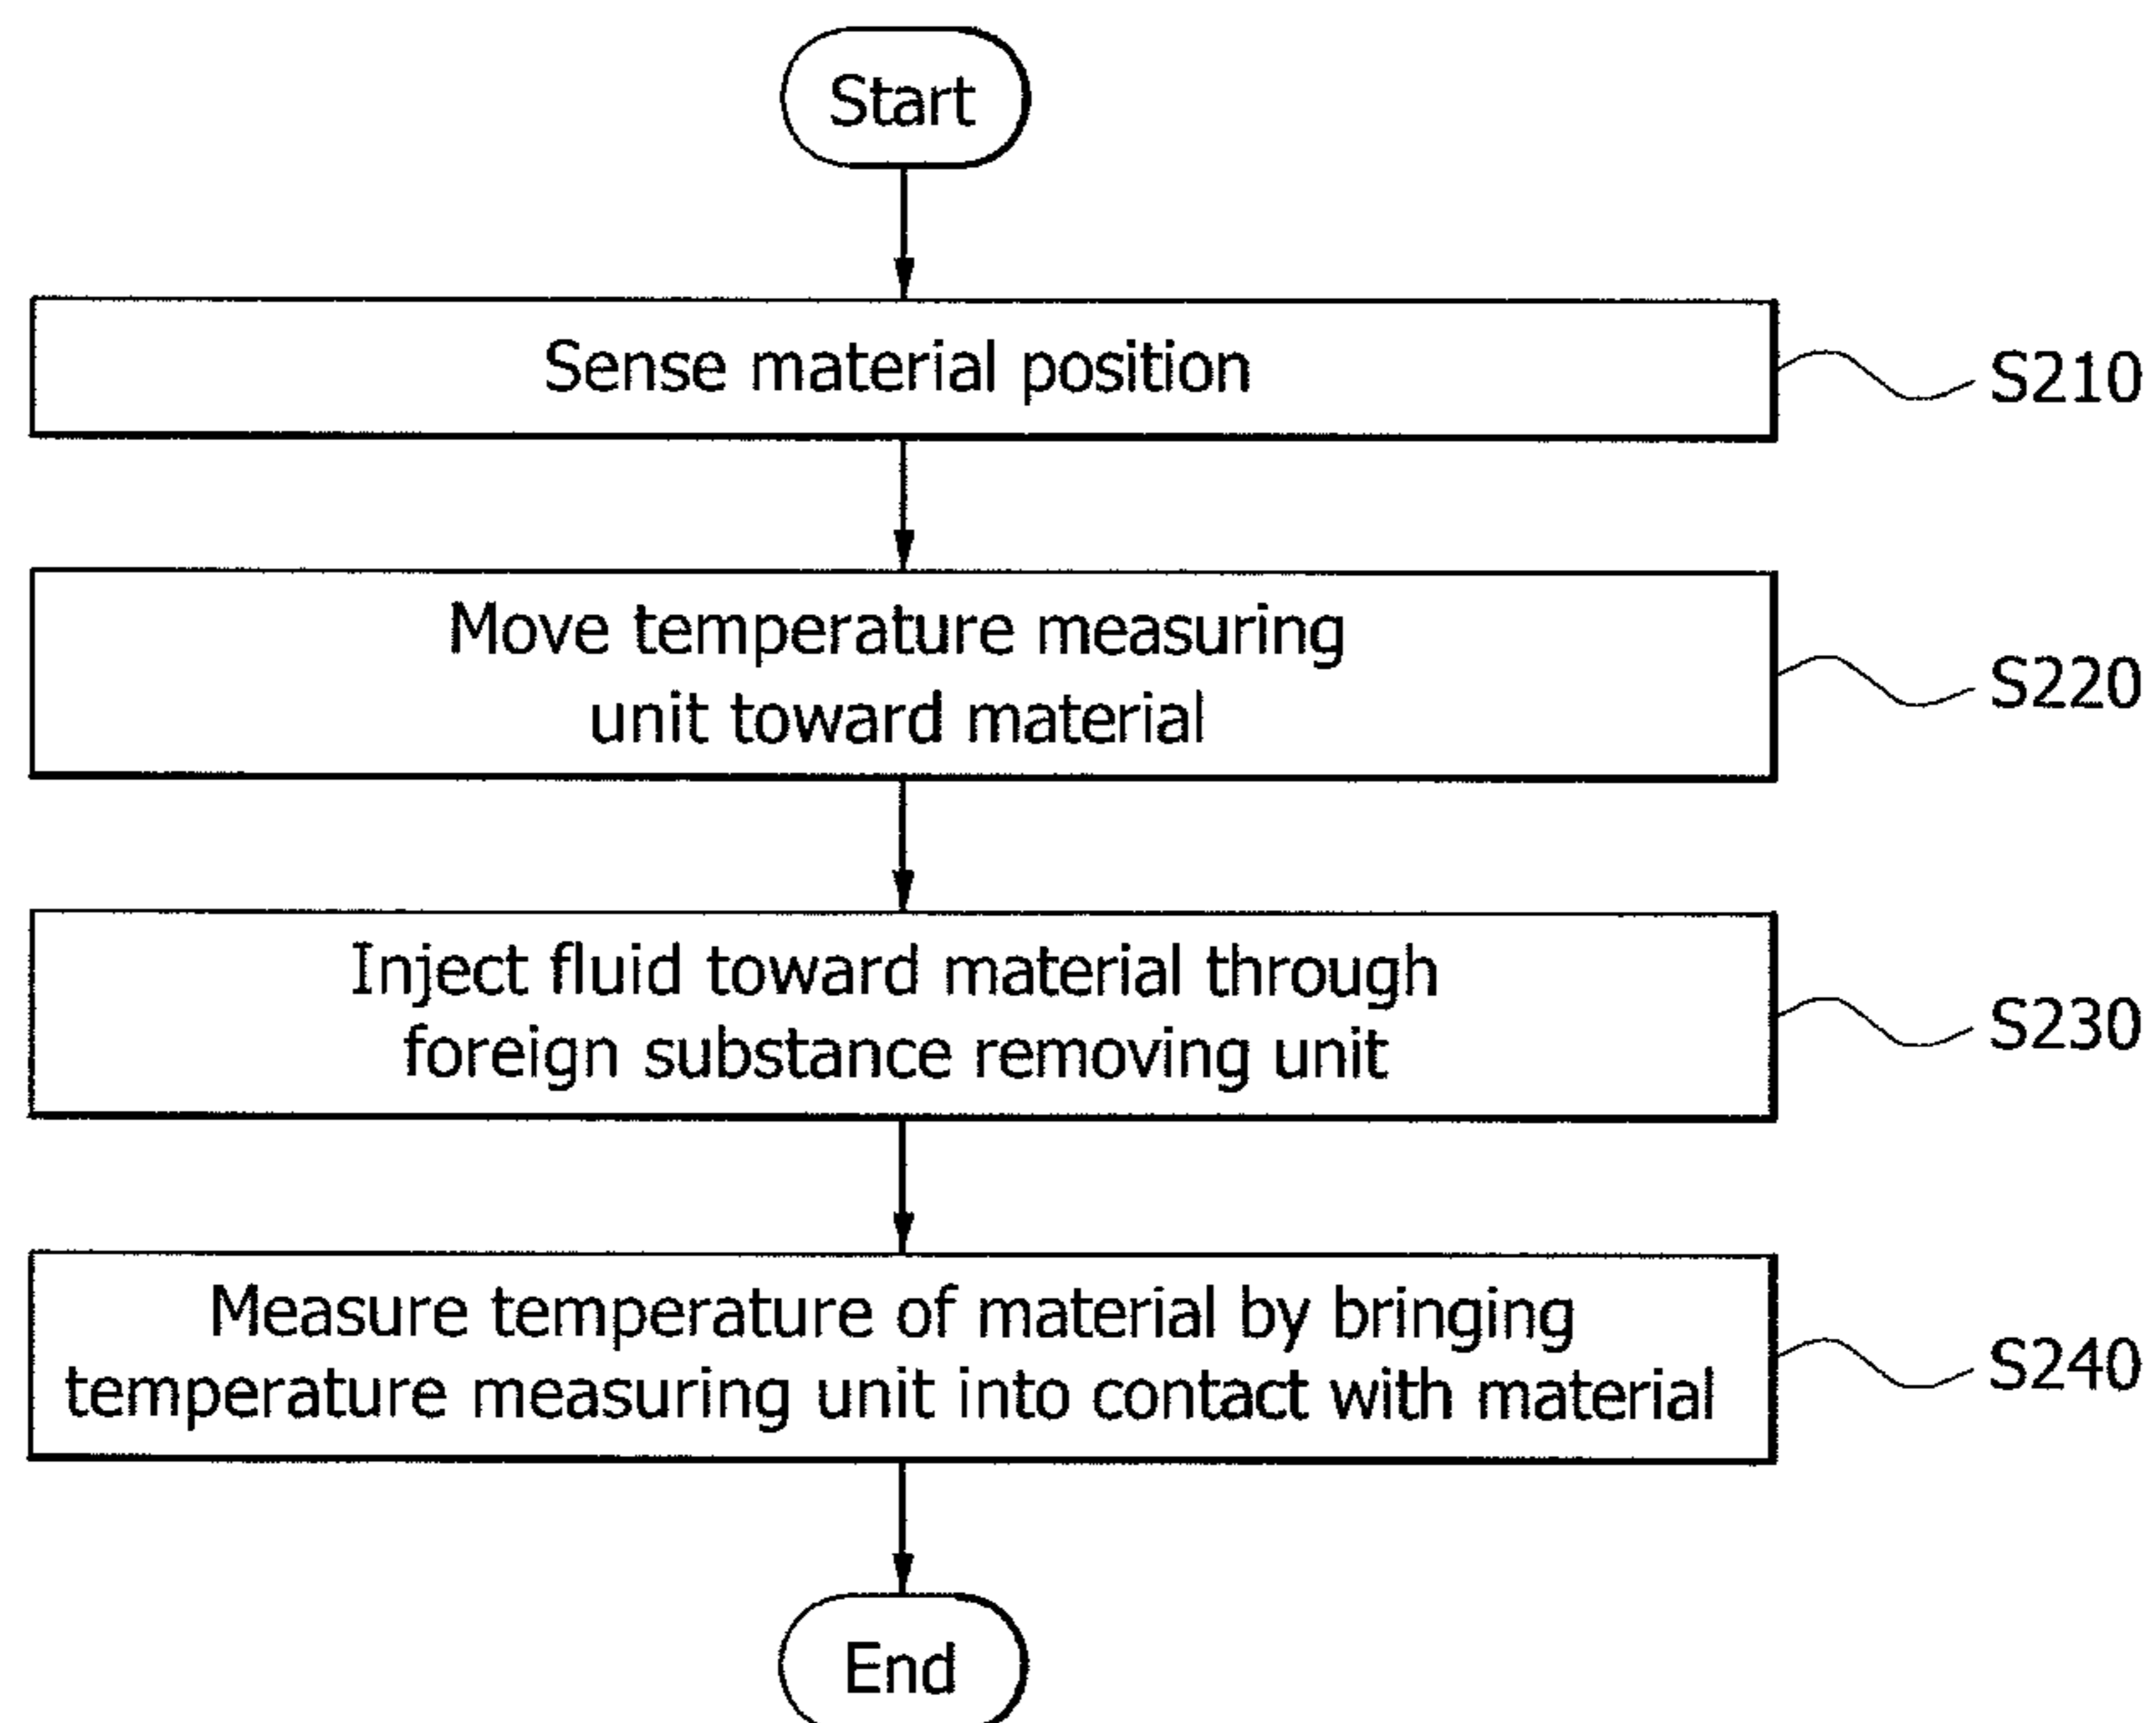 Start
Sense material position
S210
Move temperature measuring
unit toward material
S220
Inject fluid toward material through
foreign substance removing unit
S230
Measure temperature of material by bringing
temperature measuring unit into contact with material
S240
End